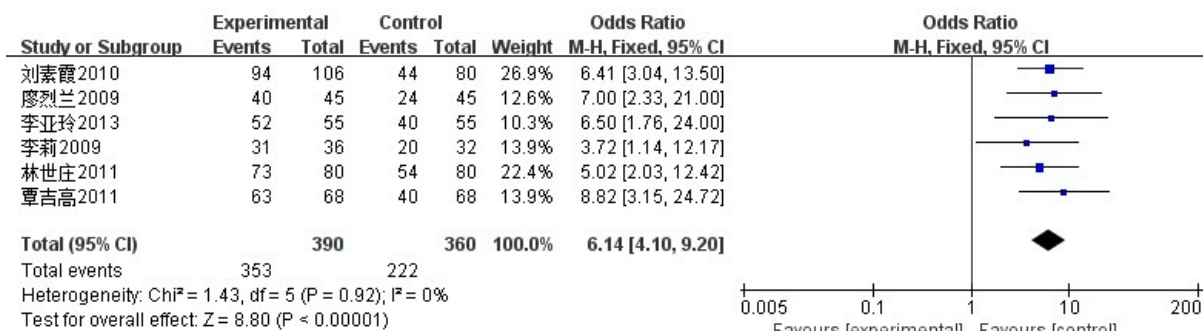 Experimental Control Odds Ratio Odds Ratio
Study or Subgroup Events Total Events Total Weight M-H, Fixed, 95% CI M-H, Fixed, 95% CI
刘素霞2010 94 106 44 80 26.9% 6.41 [3.04, 13.50]
廖烈兰2009 40 45 24 45 12.6% 7.00 [2.33, 21.00]
李亚玲2013 52 55 40 55 10.3% 6.50 [1.76, 24.00]
李莉2009 31 36 20 32 13.9% 3.72 [1.14, 12.17]
林世庄2011 73 80 54 80 22.4% 5.02 [2.03, 12.42]
覃吉高2011 63 68 40 68 13.9% 8.82 [3.15, 24.72]
Total (95% CI) 390 360 100.0% 6.14 [4.10, 9.20]
Total events 353 222
Heterogeneity: Chi² = 1.43, df = 5 (P = 0.92); I² = 0%
Test for overall effect: Z = 8.80 (P < 0.00001)
0.005 0.1 1 10 200
Favours [experimental] Favours [control]